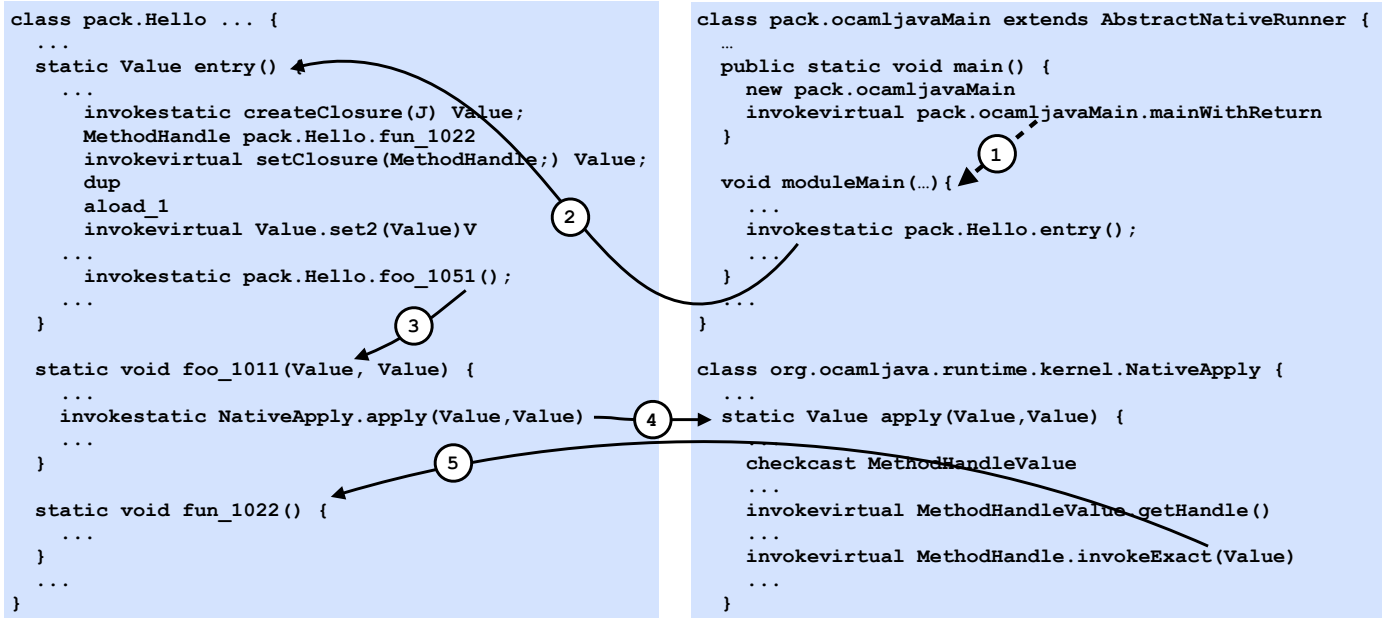 class pack.Hello ... {
...
static Value entry() {
...
invokestatic createClosure(J) Value;
MethodHandle pack.Hello.fun_1022
invokevirtual setClosure(MethodHandle;) Value;
dup
aload_1
invokevirtual Value.set2(Value)V
...
invokestatic pack.Hello.foo_1051();
...
}
static void foo_1011(Value, Value) {
...
invokestatic NativeApply.apply(Value,Value)
...
}
static void fun_1022() {
...
}
...
}
class pack.ocamljavaMain extends AbstractNativeRunner {
…
public static void main() {
new pack.ocamljavaMain
invokevirtual pack.ocamljavaMain.mainWithReturn
}
void moduleMain(…){
...
invokestatic pack.Hello.entry();
...
}
...
}
class org.ocamljava.runtime.kernel.NativeApply {
...
static Value apply(Value,Value) {
...
checkcast MethodHandleValue
...
invokevirtual MethodHandleValue.getHandle()
...
invokevirtual MethodHandle.invokeExact(Value)
...
}
1
2
3
4
5